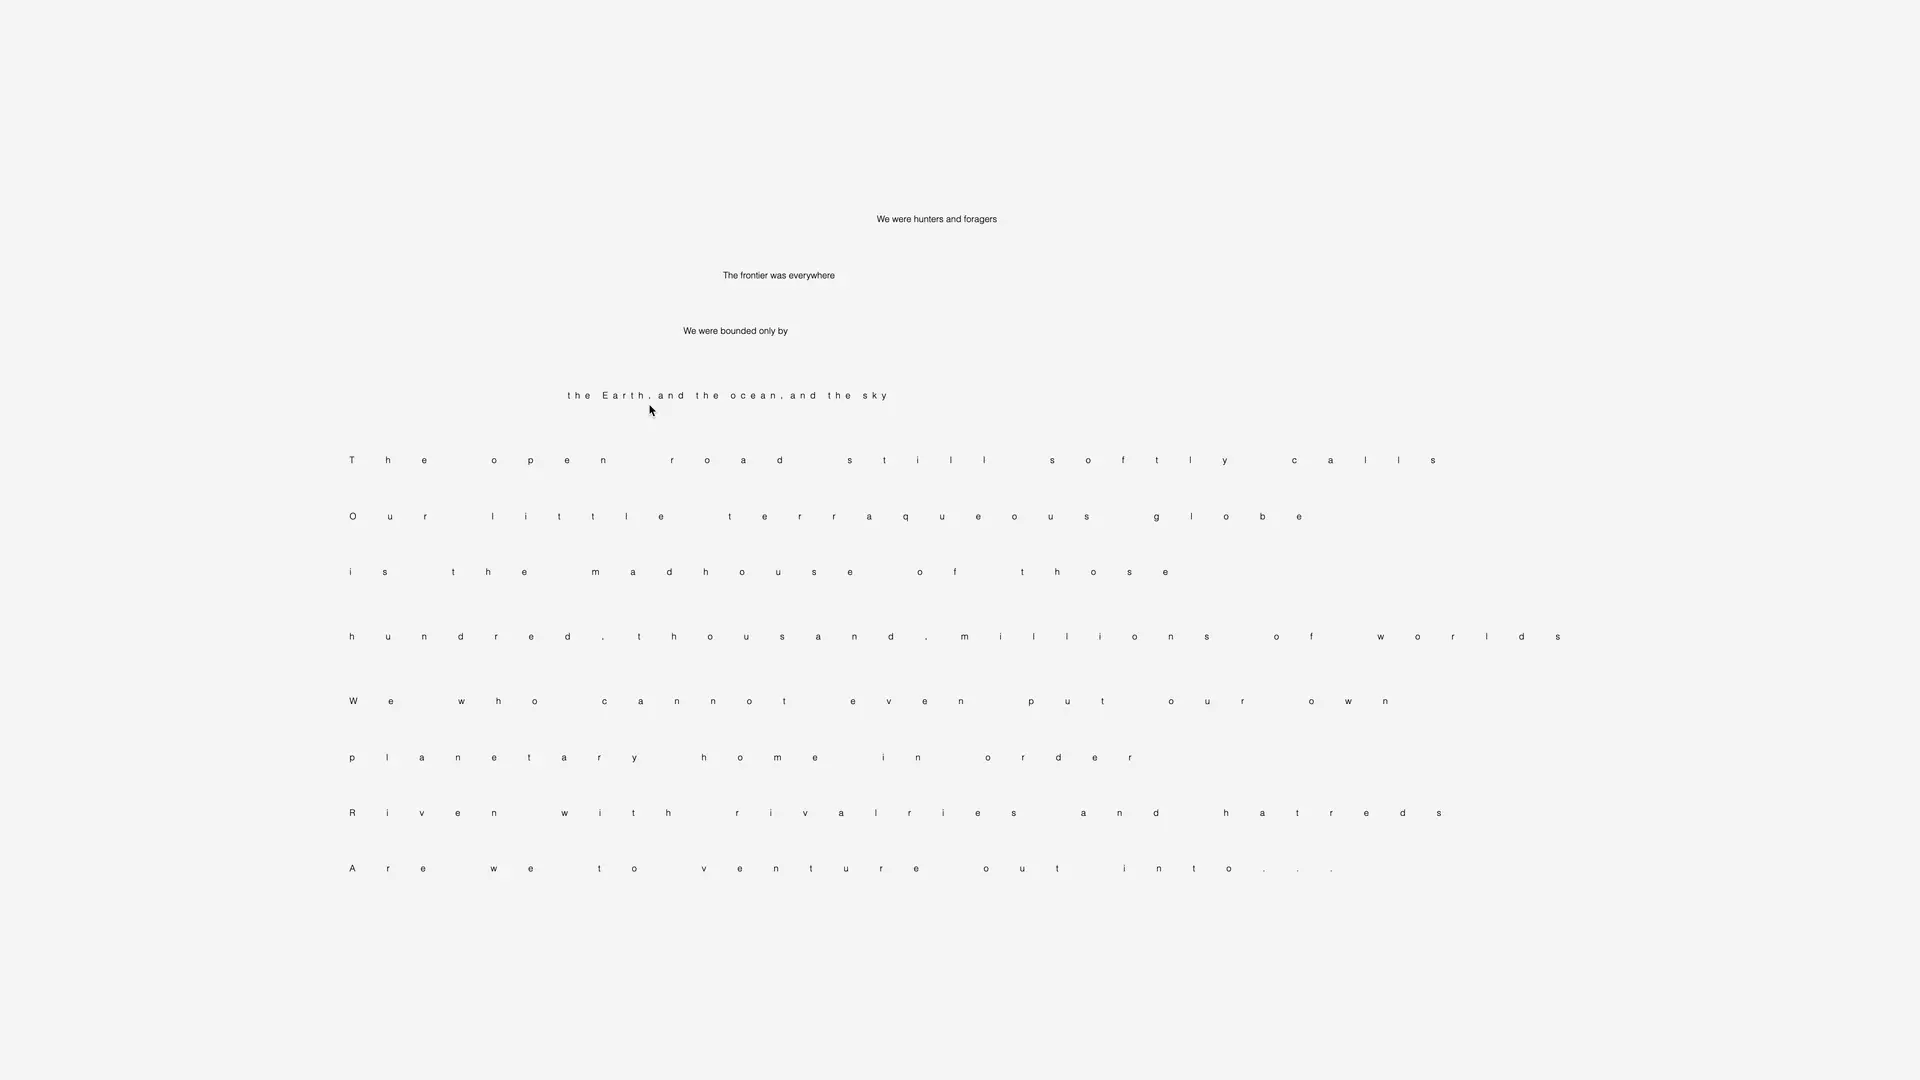 We were hunters and foragers
The frontier was everywhere
We were bounded only by
the Earth,and the ocean,and the sky
The open road still softly calls
Our little terraqueous globe
is the madhouse of those
hundred,thousand,millions of worlds
We who cannot even put our own
planetary home in order
Riven with rivalries and hatreds
Are we to venture out into...